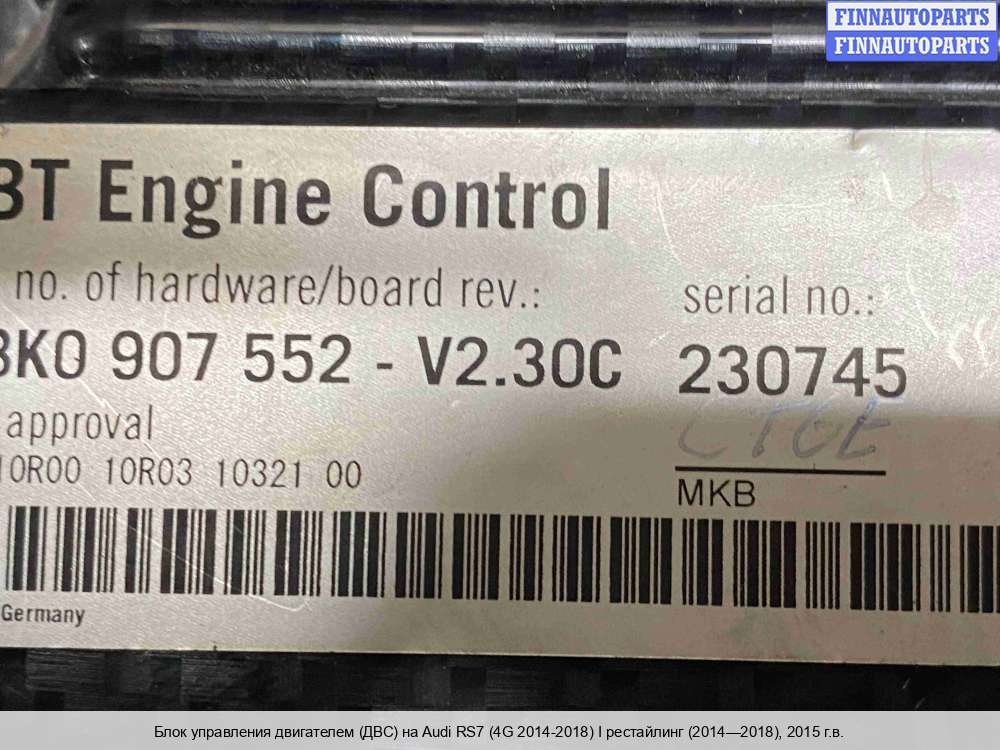 FINNAUTOPARTS
FINNAUTOPARTS
BT Engine Control
no. of hardware/board rev.:
serial no.:
8K0 907 552 - V2.30C
230745
approval
10R00 10R03 10321 00
MKB
Germany
Блок управления двигателем (ДВС) на Audi RS7 (4G 2014-2018) I рестайлинг (2014—2018), 2015 г.в.